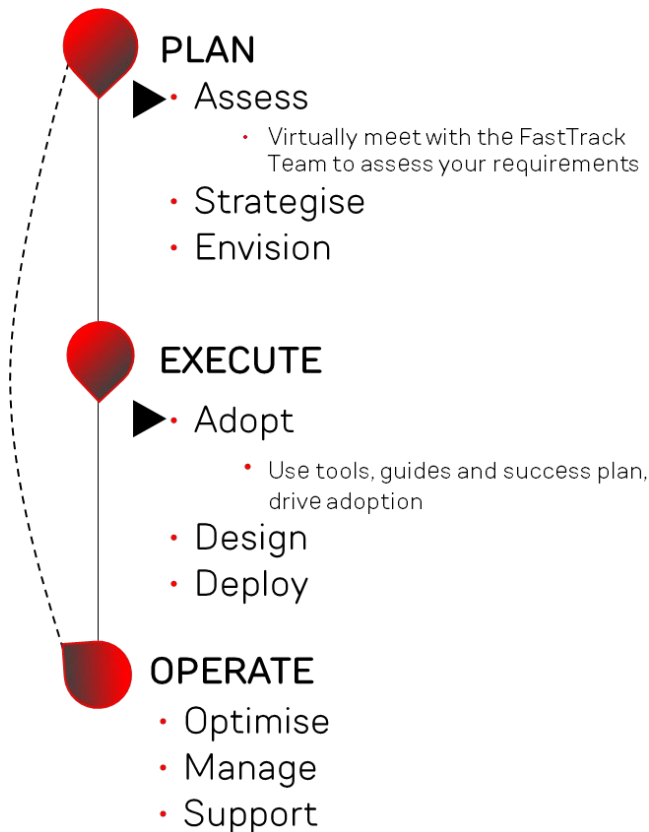 PLAN
Assess
Virtually meet with the FastTrack
Team to assess your requirements
Strategise
Envision
EXECUTE
Adopt
Use tools, guides and success plan,
drive adoption
Design
Deploy
OPERATE
Optimise
Manage
Support